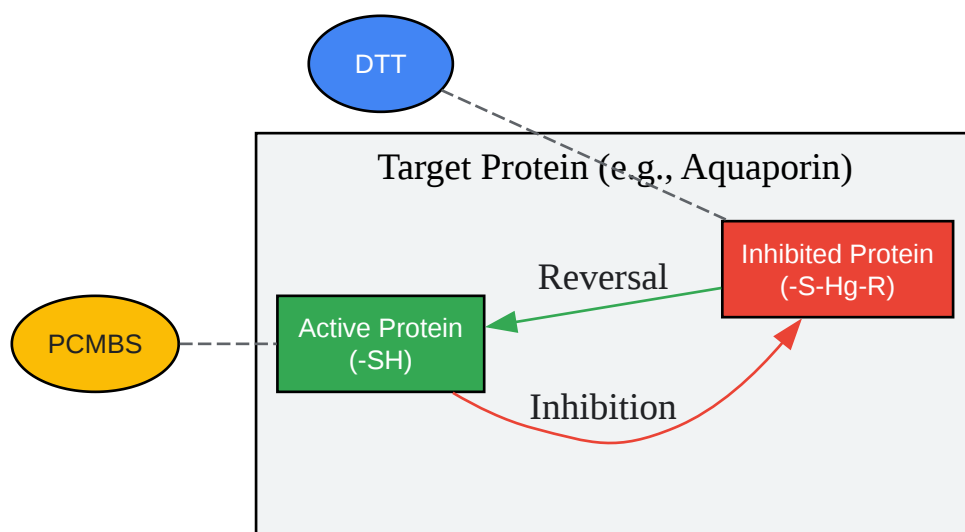 DTT
Target Protein (e.g., Aquaporin)
Inhibited Protein
(-S-Hg-R)
Reversal
Active Protein
(-SH)
PCMBS
Inhibition